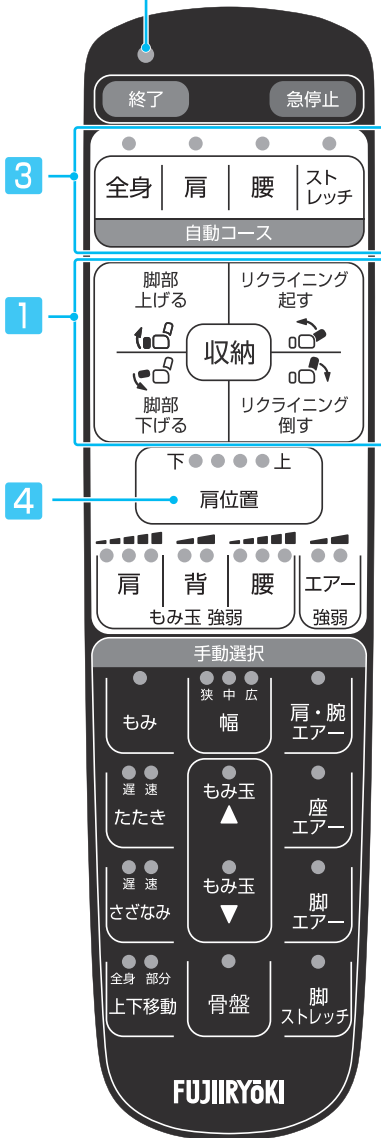 終了 急停止
3
全身 肩 腰 スト
レッチ
自動コース
1
脚部
上げる
リクライニング
起す
収納
脚部
下げる
リクライニング
倒す
下 上
4
肩位置
肩 背 腰 エアー
もみ玉 強弱 強弱
手動選択
もみ
狭 中 広
幅
肩・腕
エアー
遅 速
たたき
もみ玉
▲
座
エアー
遅 速
さざなみ
もみ玉
▼
脚
エアー
全身 部分
上下移動
骨盤
脚
ストレッチ
FUJIIRYōKI